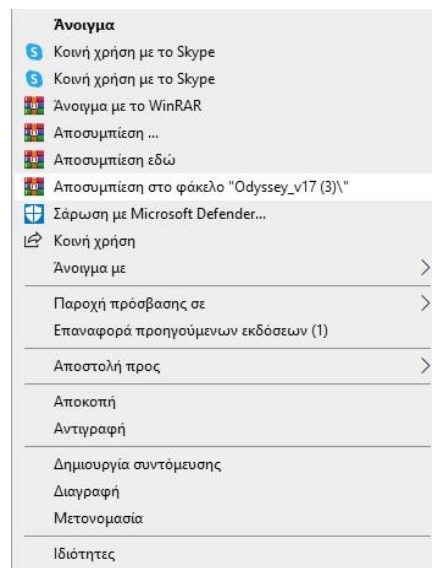 Άνοιγμα
Κοινή χρήση με το Skype
Κοινή χρήση με το Skype
Άνοιγμα με το WinRAR
Αποσυμπίεση ...
Αποσυμπίεση εδώ
Αποσυμπίεση στο φάκελο "Odyssey_v17 (3)\"
Σάρωση με Microsoft Defender...
Κοινή χρήση
Άνοιγμα με
Παροχή πρόσβασης σε
Επαναφορά προηγούμενων εκδόσεων (1)
Αποστολή προς
Αποκοπή
Αντιγραφή
Δημιουργία συντόμευσης
Διαγραφή
Μετονομασία
Ιδιότητες